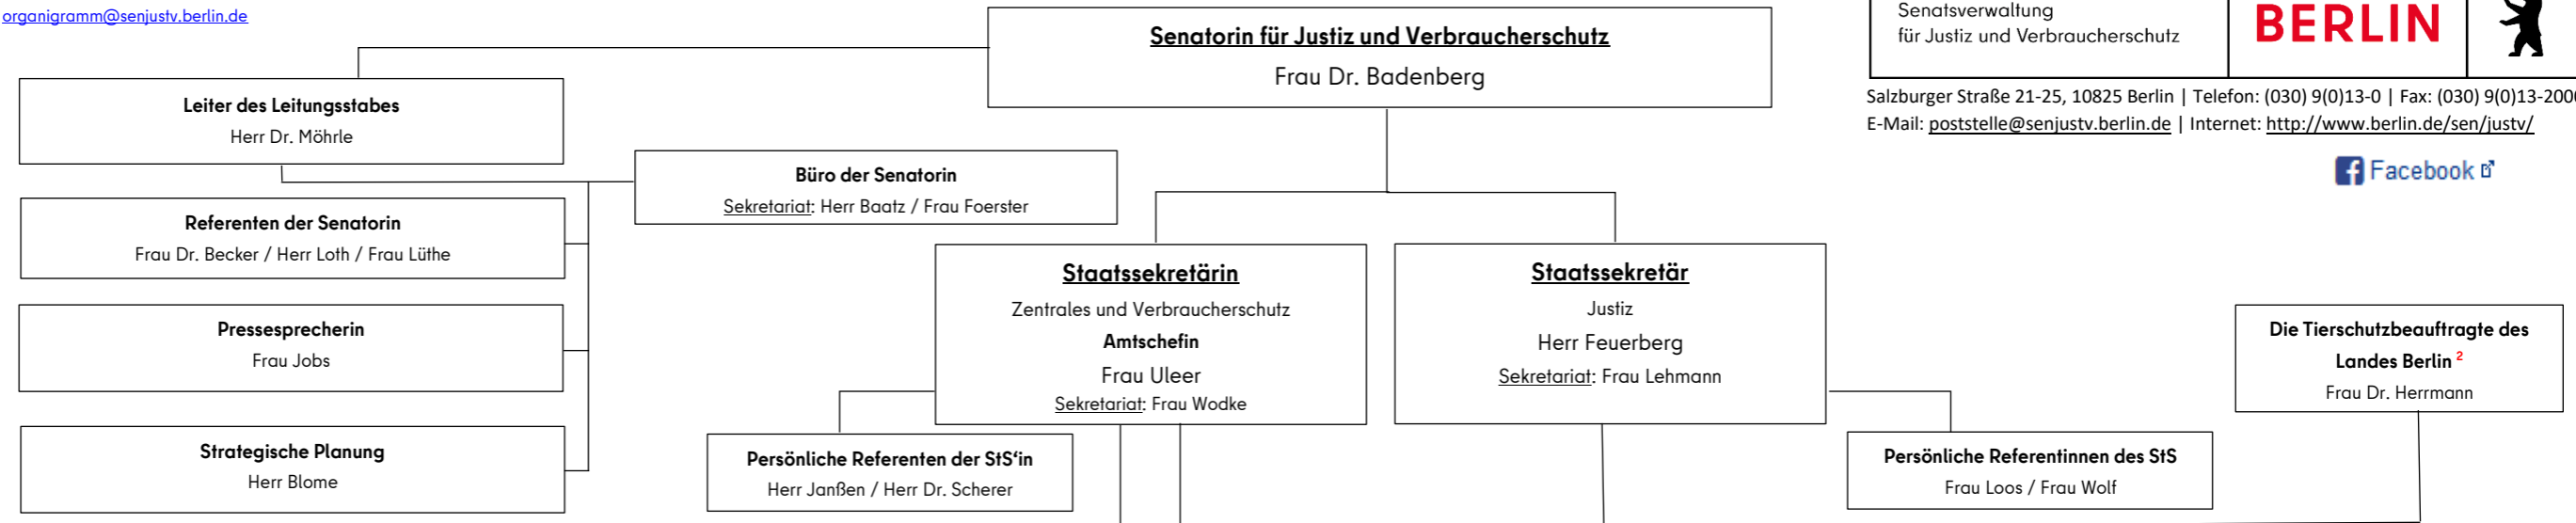 organigramm@senjustv.berlin.de
Senatorin für Justiz und Verbraucherschutz
Frau Dr. Badenberg
Senatsverwaltung
für Justiz und Verbraucherschutz
BERLIN
Salzburger Straße 21-25, 10825 Berlin | Telefon: (030) 9(0)13-0 | Fax: (030) 9(0)13-2000
E-Mail: poststelle@senjustv.berlin.de | Internet: http://www.berlin.de/sen/justv/
Facebook
Leiter des Leitungsstabes
Herr Dr. Möhrle
Büro der Senatorin
Sekretariat: Herr Baatz / Frau Foerster
Referenten der Senatorin
Frau Dr. Becker / Herr Loth / Frau Lüthe
Pressesprecherin
Frau Jobs
Strategische Planung
Herr Blome
Staatssekretärin
Zentrales und Verbraucherschutz
Amtschefin
Frau Uleer
Sekretariat: Frau Wodke
Staatssekretär
Justiz
Herr Feuerberg
Sekretariat: Frau Lehmann
Die Tierschutzbeauftragte des
Landes Berlin 2
Frau Dr. Herrmann
Persönliche Referenten der StS‘in
Herr Janßen / Herr Dr. Scherer
Persönliche Referentinnen des StS
Frau Loos / Frau Wolf